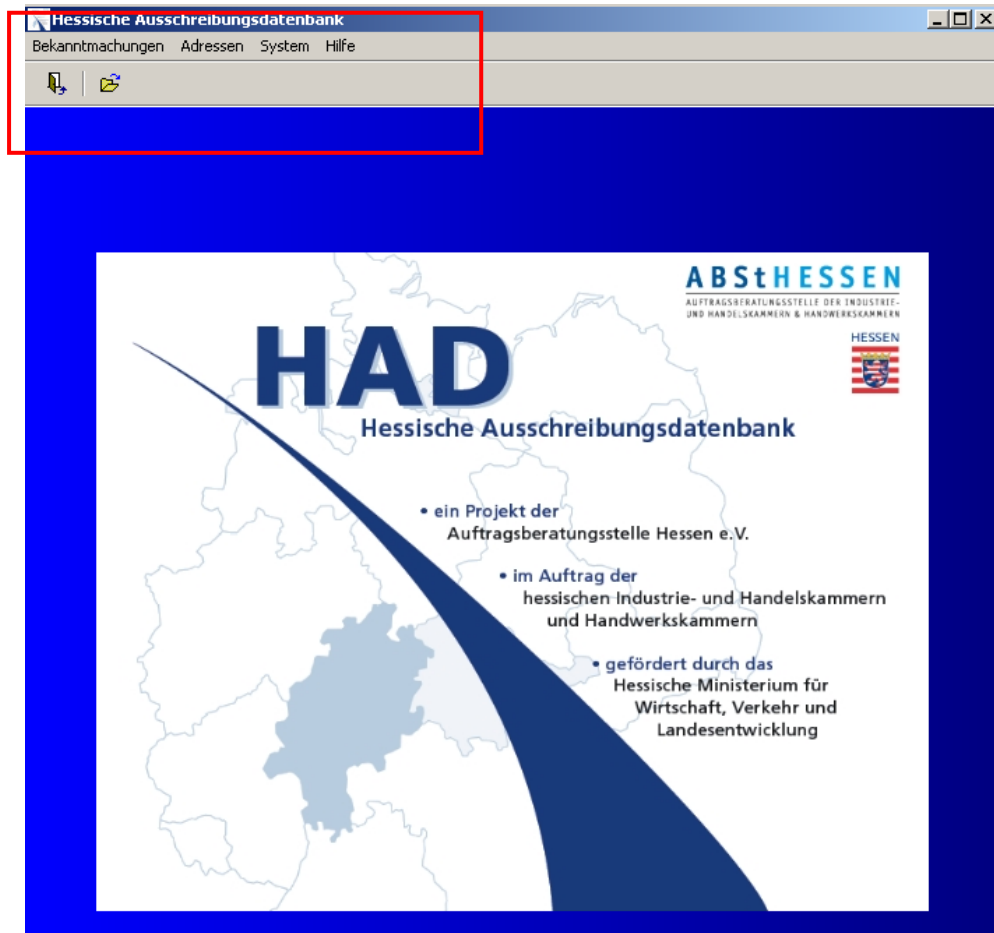 Hessische Ausschreibungsdatenbank
Bekanntmachungen Adressen System Hilfe
ABStHESSEN
AUFTRAGSBERATUNGSSTELLE DER INDUSTRIE-
UND HANDELSKAMMERN & HANDWERKSKAMMERN
HESSEN
HAD
Hessische Ausschreibungsdatenbank
• ein Projekt der
Auftragsberatungsstelle Hessen e.V.
• im Auftrag der
hessischen Industrie- und Handelskammern
und Handwerkskammern
• gefördert durch das
Hessische Ministerium für
Wirtschaft, Verkehr und
Landesentwicklung